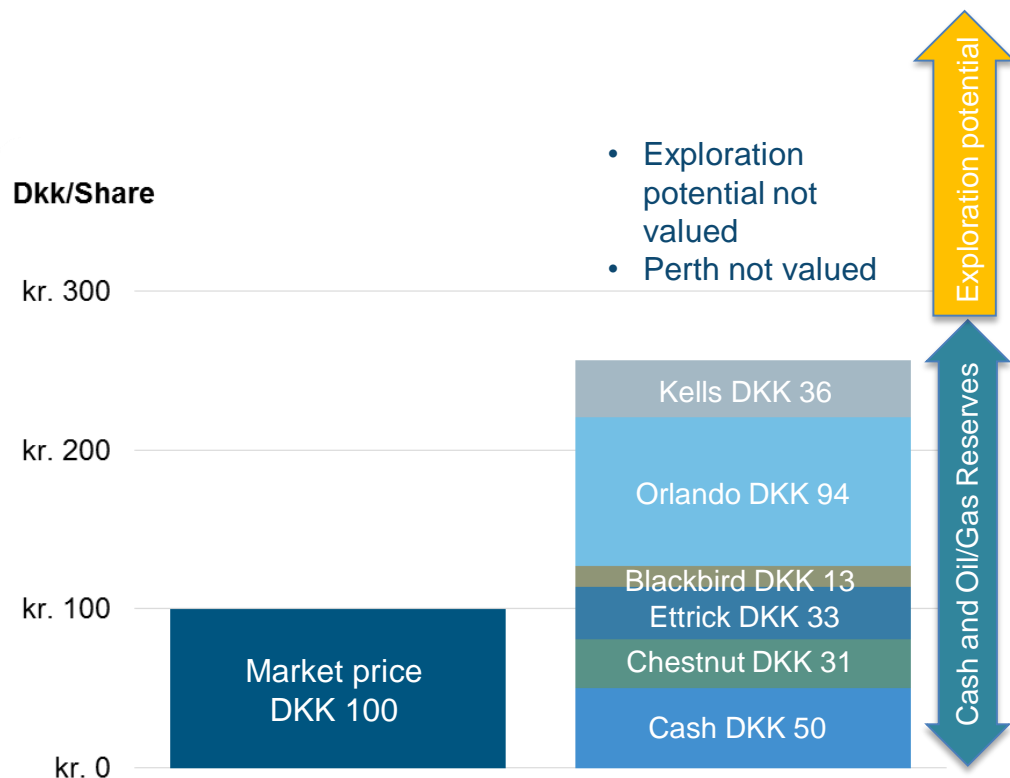 Exploration potential
• Exploration
potential not
valued
• Perth not valued
Dkk/Share
kr. 300
kr. 200
kr. 100
kr. 0
Market price
DKK 100
Kells DKK 36
Orlando DKK 94
Blackbird DKK 13
Ettrick DKK 33
Chestnut DKK 31
Cash DKK 50
Cash and Oil/Gas Reserves